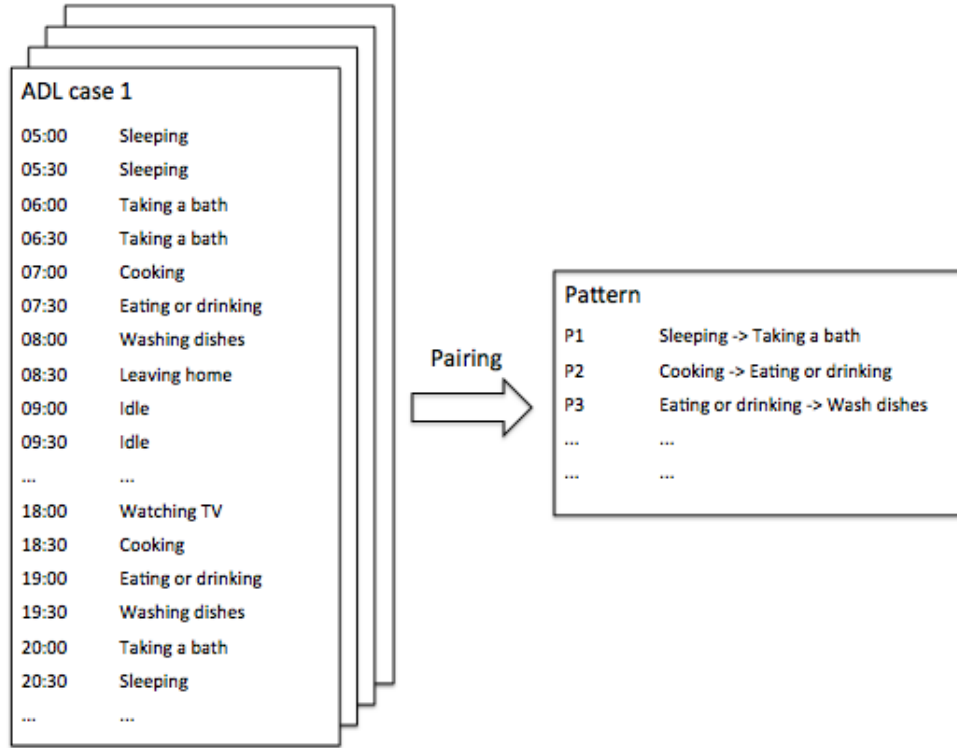 ADL case 1
05:00 Sleeping
05:30 Sleeping
06:00 Taking a bath
06:30 Taking a bath
07:00 Cooking
07:30 Eating or drinking
08:00 Washing dishes
08:30 Leaving home
09:00 Idle
09:30 Idle
... ...
18:00 Watching TV
18:30 Cooking
19:00 Eating or drinking
19:30 Washing dishes
20:00 Taking a bath
20:30 Sleeping
... ...
Pairing
Pattern
P1 Sleeping -> Taking a bath
P2 Cooking -> Eating or drinking
P3 Eating or drinking -> Wash dishes
... ...
... ...